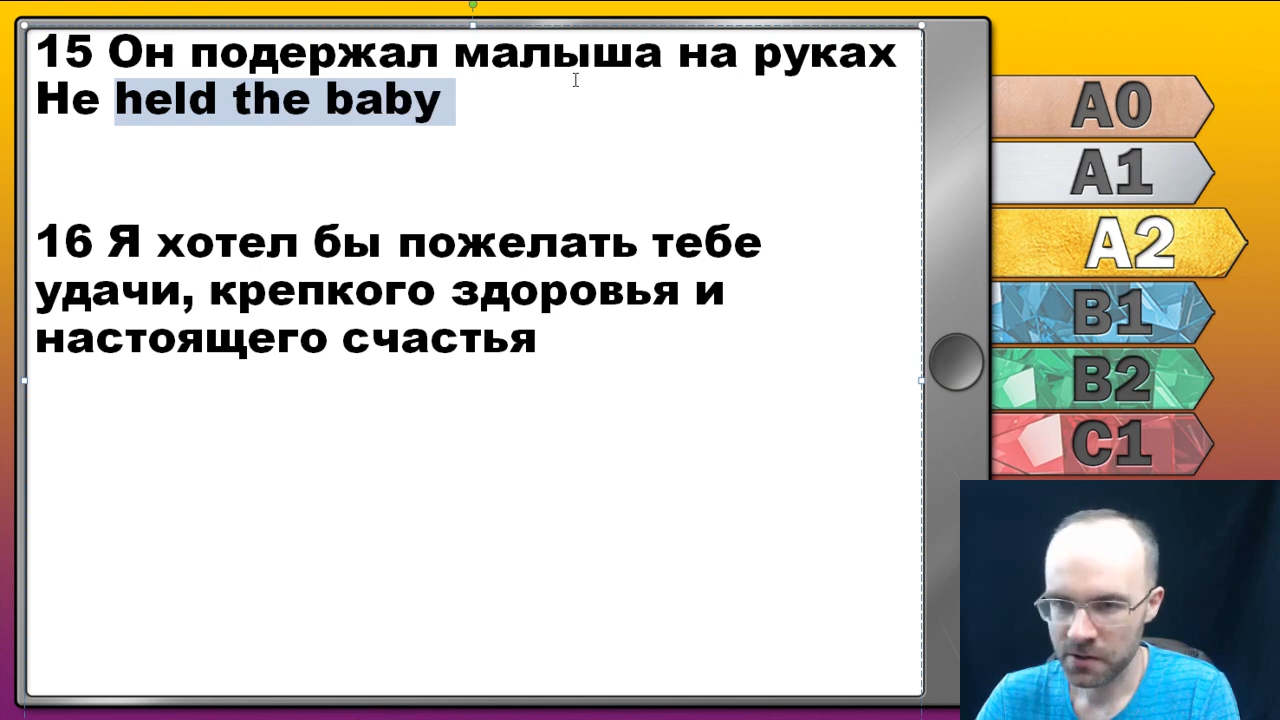 15 Он подержал малыша на руках
He held the baby
16 Я хотел бы пожелать тебе
удачи, крепкого здоровья и
настоящего счастья
A0
A1
A2
B1
B2
C1